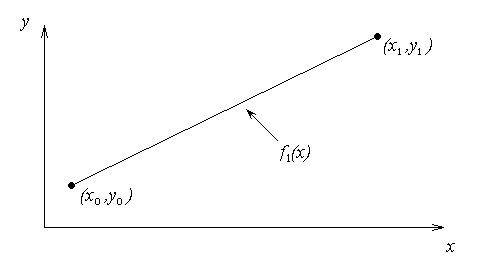 y
(x₁,y₁)
f₁(x)
(x₀,y₀)
x